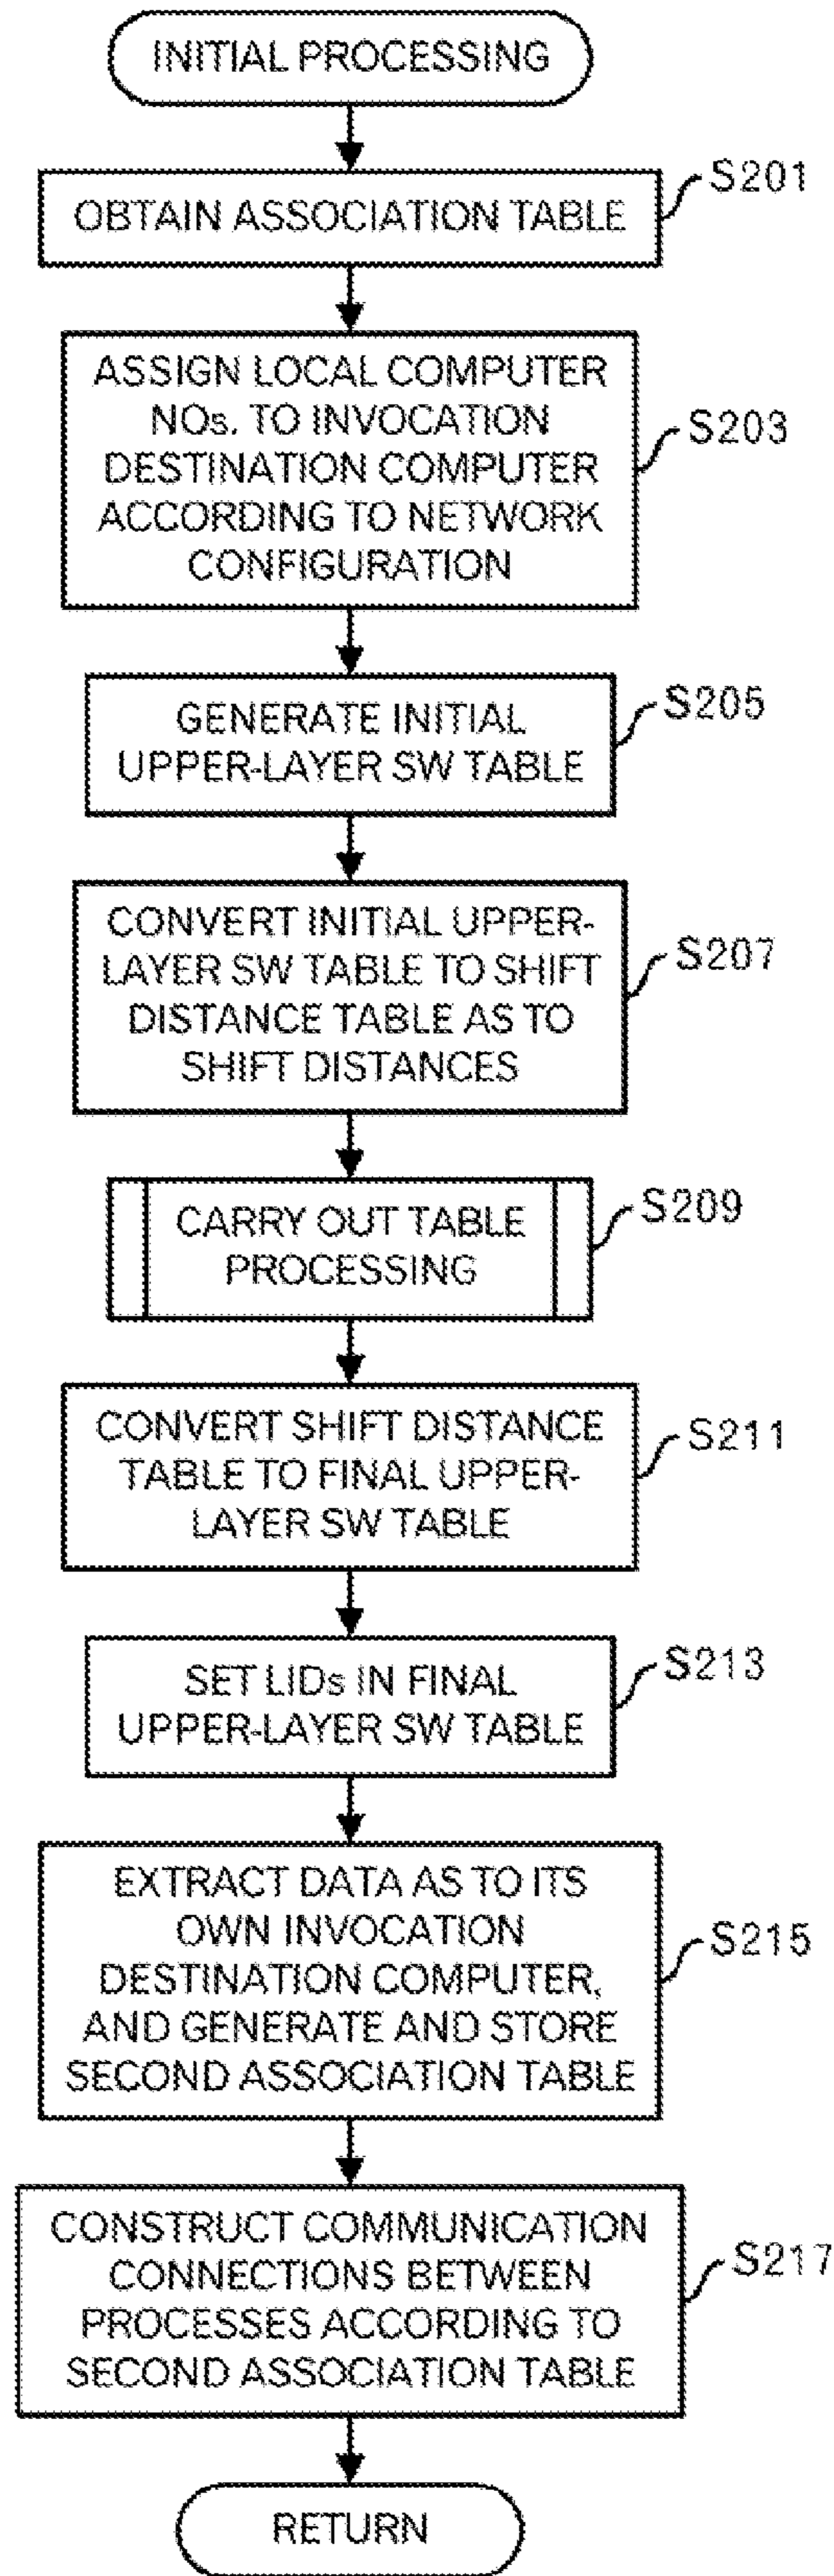 INITIAL PROCESSING
OBTAIN ASSOCIATION TABLE
S201
ASSIGN LOCAL COMPUTER
NOs. TO INVOCATION
DESTINATION COMPUTER
ACCORDING TO NETWORK
CONFIGURATION
S203
GENERATE INITIAL
UPPER-LAYER SW TABLE
S205
CONVERT INITIAL UPPER-
LAYER SW TABLE TO SHIFT
DISTANCE TABLE AS TO
SHIFT DISTANCES
S207
CARRY OUT TABLE
PROCESSING
S209
CONVERT SHIFT DISTANCE
TABLE TO FINAL UPPER-
LAYER SW TABLE
S211
SET LIDs IN FINAL
UPPER-LAYER SW TABLE
S213
EXTRACT DATA AS TO ITS
OWN INVOCATION
DESTINATION COMPUTER,
AND GENERATE AND STORE
SECOND ASSOCIATION TABLE
S215
CONSTRUCT COMMUNICATION
CONNECTIONS BETWEEN
PROCESSES ACCORDING TO
SECOND ASSOCIATION TABLE
S217
RETURN